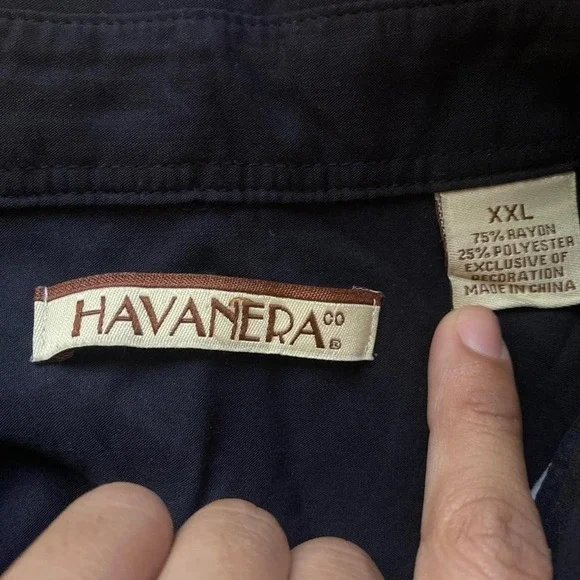 HAVANERA CO ®
XXL
75% RAYON
25% POLYESTER
EXCLUSIVE OF
DECORATION
MADE IN CHINA